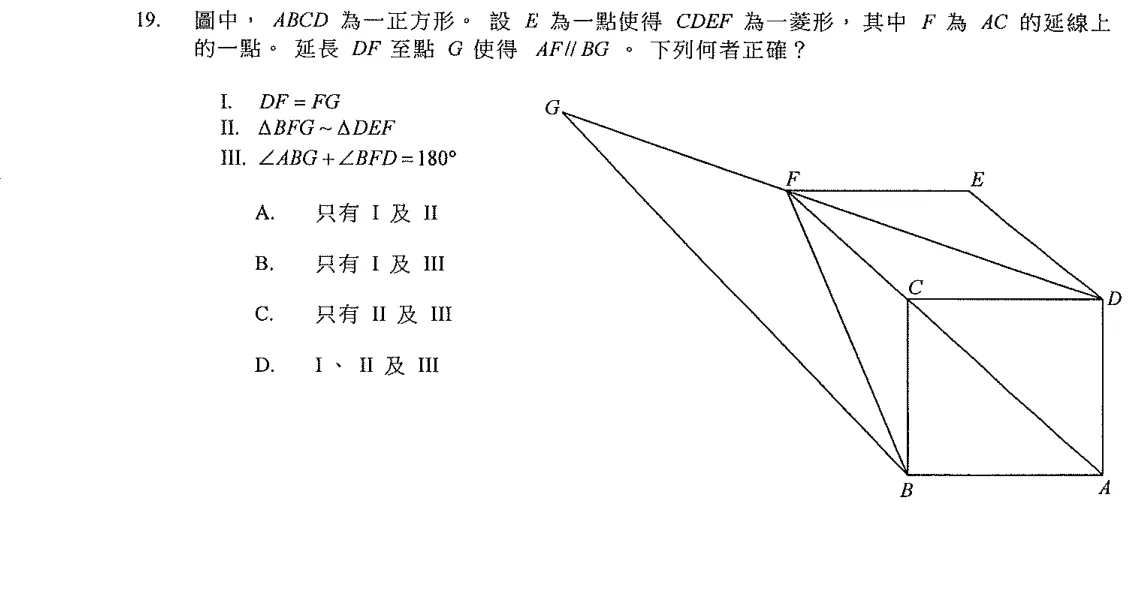 19. 圖中，ABCD 為一正方形。設 E 為一點使得 CDEF 為一菱形，其中 F 為 AC 的延線上
的一點。延長 DF 至點 G 使得 AF//BG 。下列何者正確？
I. DF = FG
II. ΔBFG ~ ΔDEF
III. ∠ABG + ∠BFD = 180°
A. 只有 I 及 II
B. 只有 I 及 III
C. 只有 II 及 III
D. I、II 及 III
G
F
E
C
D
B
A